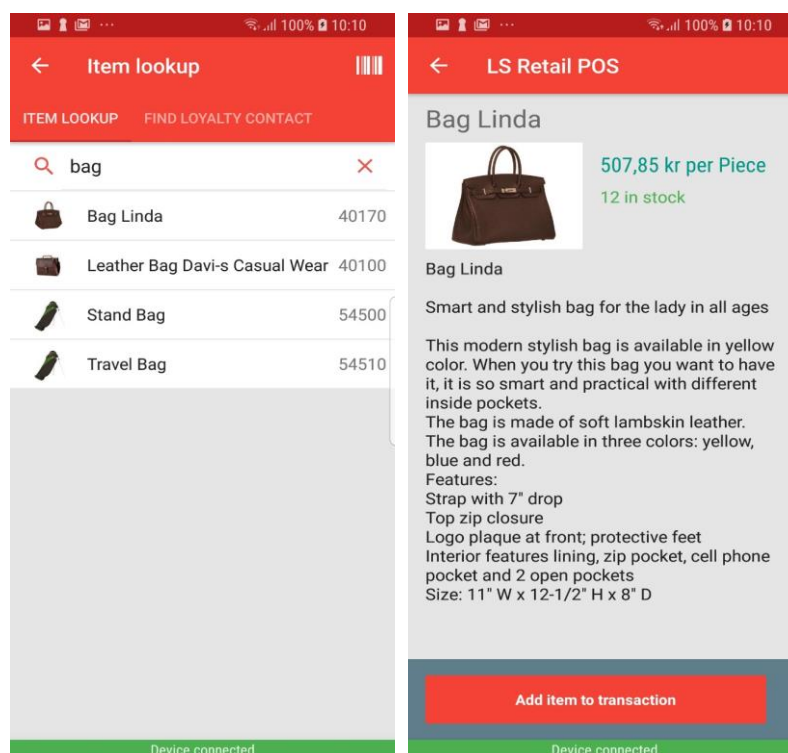 100% 10:10
Item lookup
ITEM LOOKUP FIND LOYALTY CONTACT
bag
Bag Linda 40170
Leather Bag Davi-s Casual Wear 40100
Stand Bag 54500
Travel Bag 54510
Device connected
100% 10:10
LS Retail POS
Bag Linda
507,85 kr per Piece
12 in stock
Bag Linda
Smart and stylish bag for the lady in all ages
This modern stylish bag is available in yellow
color. When you try this bag you want to have
it, it is so smart and practical with different
inside pockets.
The bag is made of soft lambskin leather.
The bag is available in three colors: yellow,
blue and red.
Features:
Strap with 7" drop
Top zip closure
Logo plaque at front; protective feet
Interior features lining, zip pocket, cell phone
pocket and 2 open pockets
Size: 11" W x 12-1/2" H x 8" D
Add item to transaction
Device connected